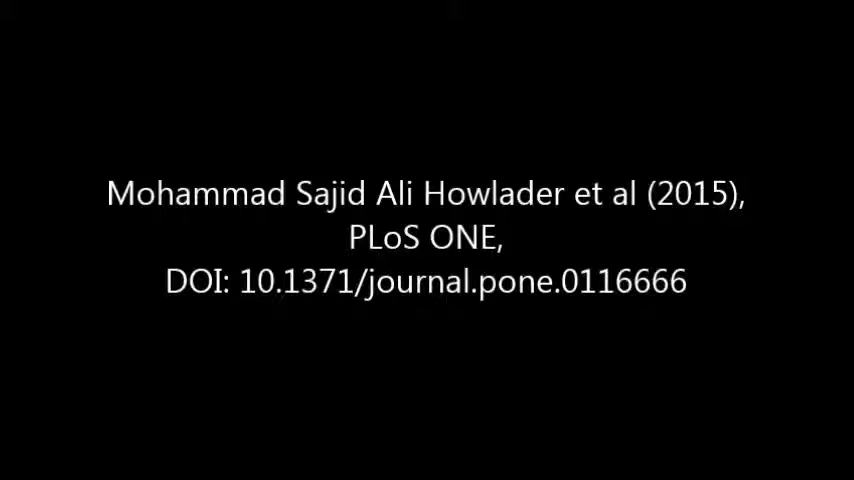 Mohammad Sajid Ali Howlader et al (2015),
PLoS ONE,
DOI: 10.1371/journal.pone.0116666